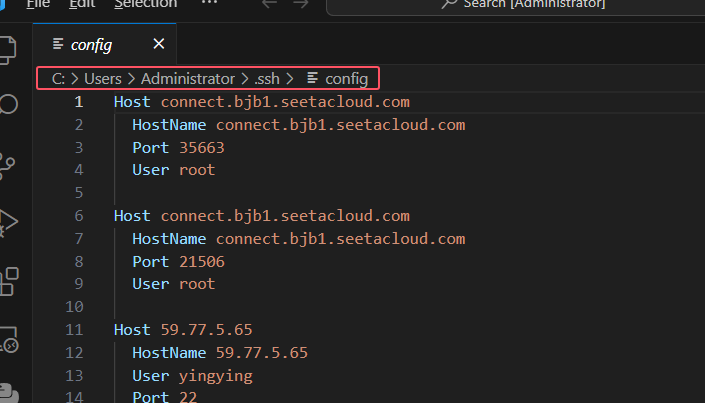 File Edit Selection ... Search [Administrator]
config
C: > Users > Administrator > .ssh > config
1 Host connect.bjb1.seetacloud.com
2 HostName connect.bjb1.seetacloud.com
3 Port 35663
4 User root
5
6 Host connect.bjb1.seetacloud.com
7 HostName connect.bjb1.seetacloud.com
8 Port 21506
9 User root
10
11 Host 59.77.5.65
12 HostName 59.77.5.65
13 User yingying
14 Port 22